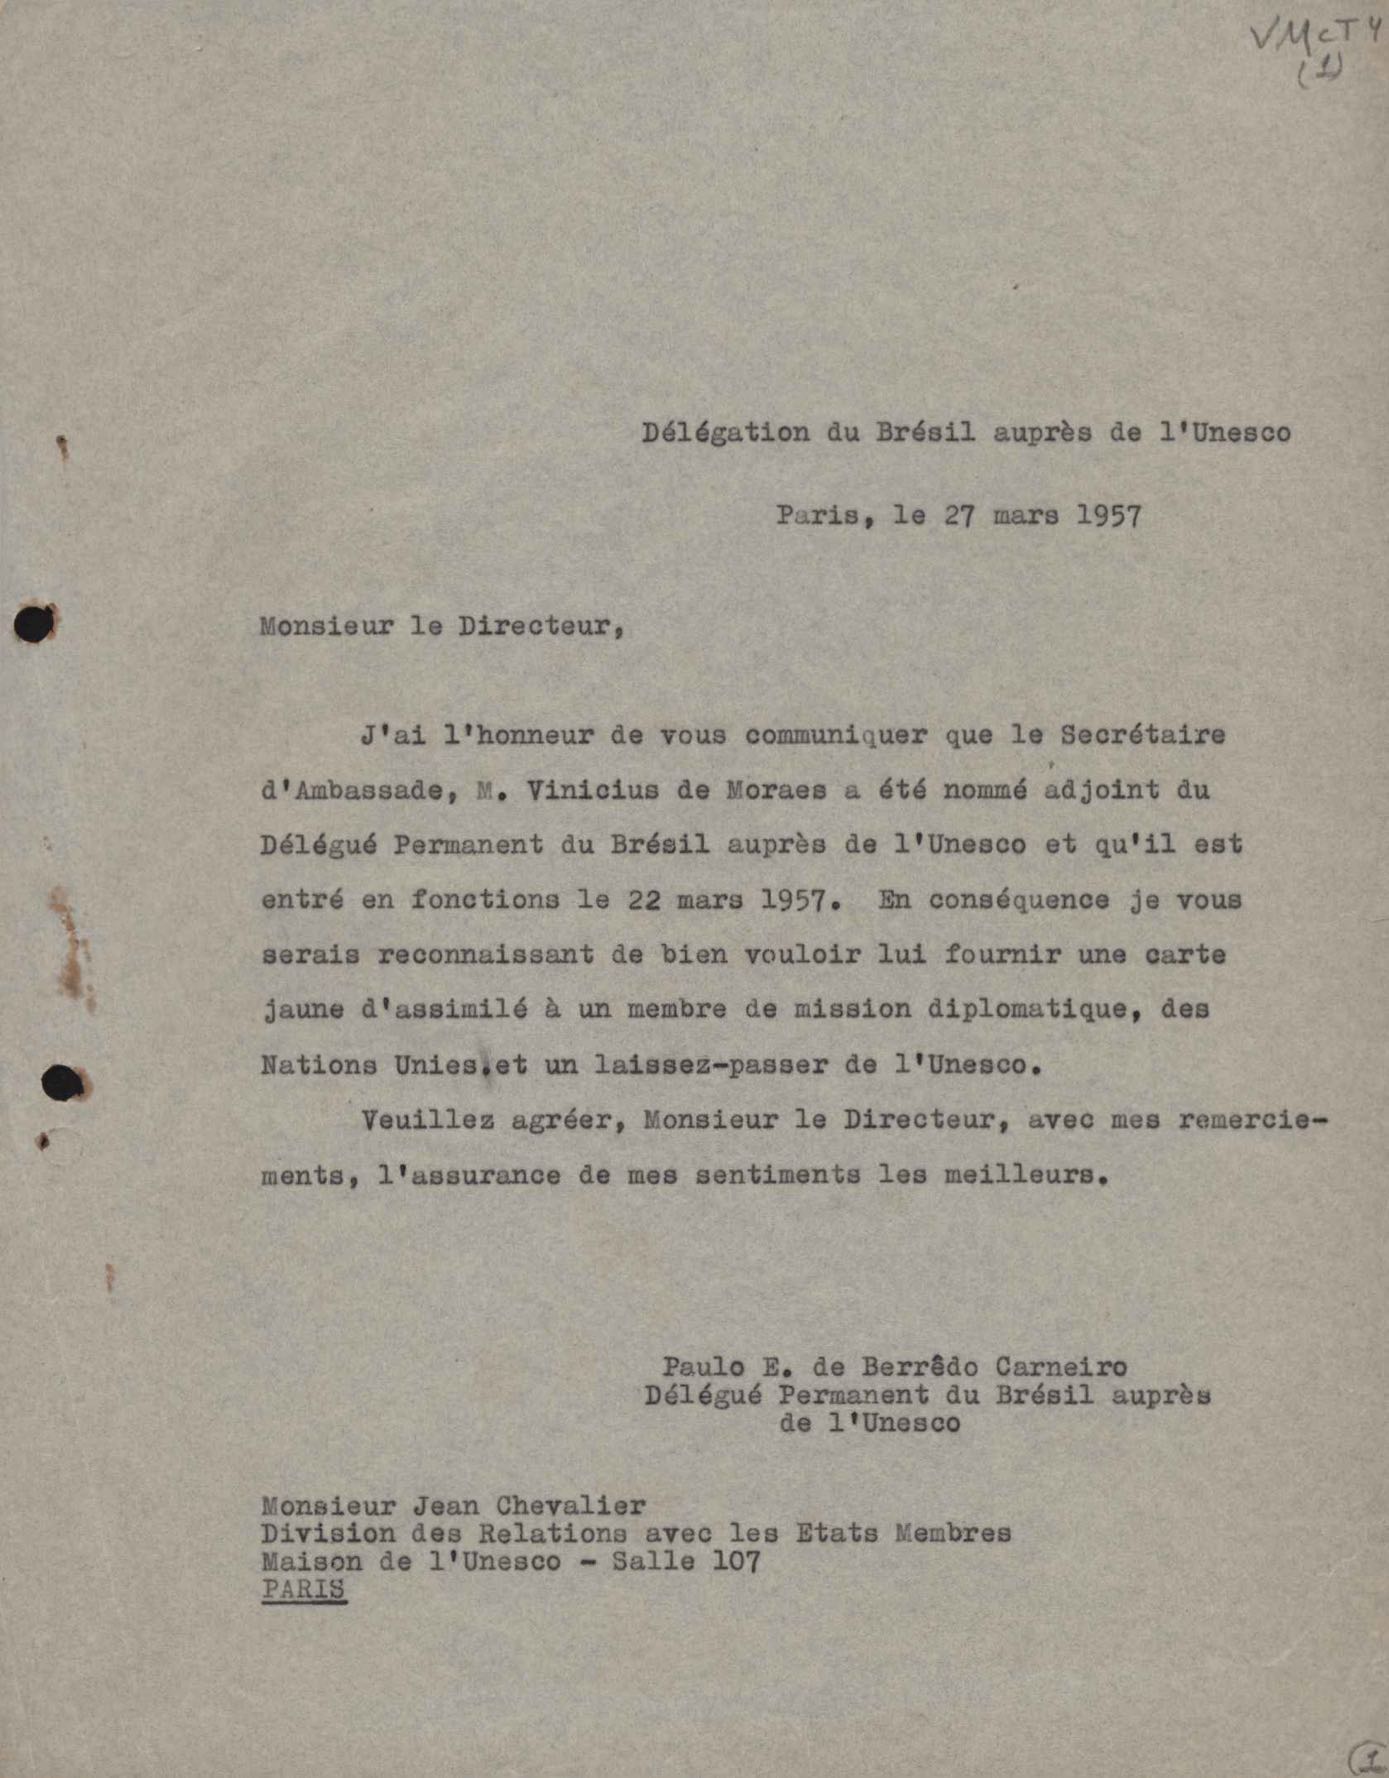 VMcT4
(1)
Délégation du Brésil auprès de l'Unesco
Paris, le 27 mars 1957
Monsieur le Directeur,
J'ai l'honneur de vous communiquer que le Secrétaire
d'Ambassade, M. Vinicius de Moraes a été nommé adjoint du
Délégué Permanent du Brésil auprès de l'Unesco et qu'il est
entré en fonctions le 22 mars 1957. En conséquence je vous
serais reconnaissant de bien vouloir lui fournir une carte
jaune d'assimilé à un membre de mission diplomatique, des
Nations Unies,et un laissez-passer de l'Unesco.
Veuillez agréer, Monsieur le Directeur, avec mes remercie-
ments, l'assurance de mes sentiments les meilleurs.
Paulo E. de Berrêdo Carneiro
Délégué Permanent du Brésil auprès
de l'Unesco
Monsieur Jean Chevalier
Division des Relations avec les Etats Membres
Maison de l'Unesco - Salle 107
PARIS
1